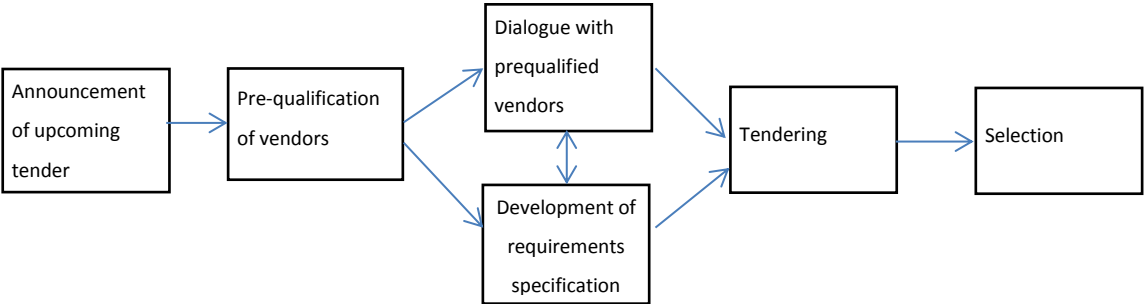 Announcement
of upcoming
tender
Pre-qualification
of vendors
Dialogue with
prequalified
vendors
Development of
requirements
specification
Tendering
Selection